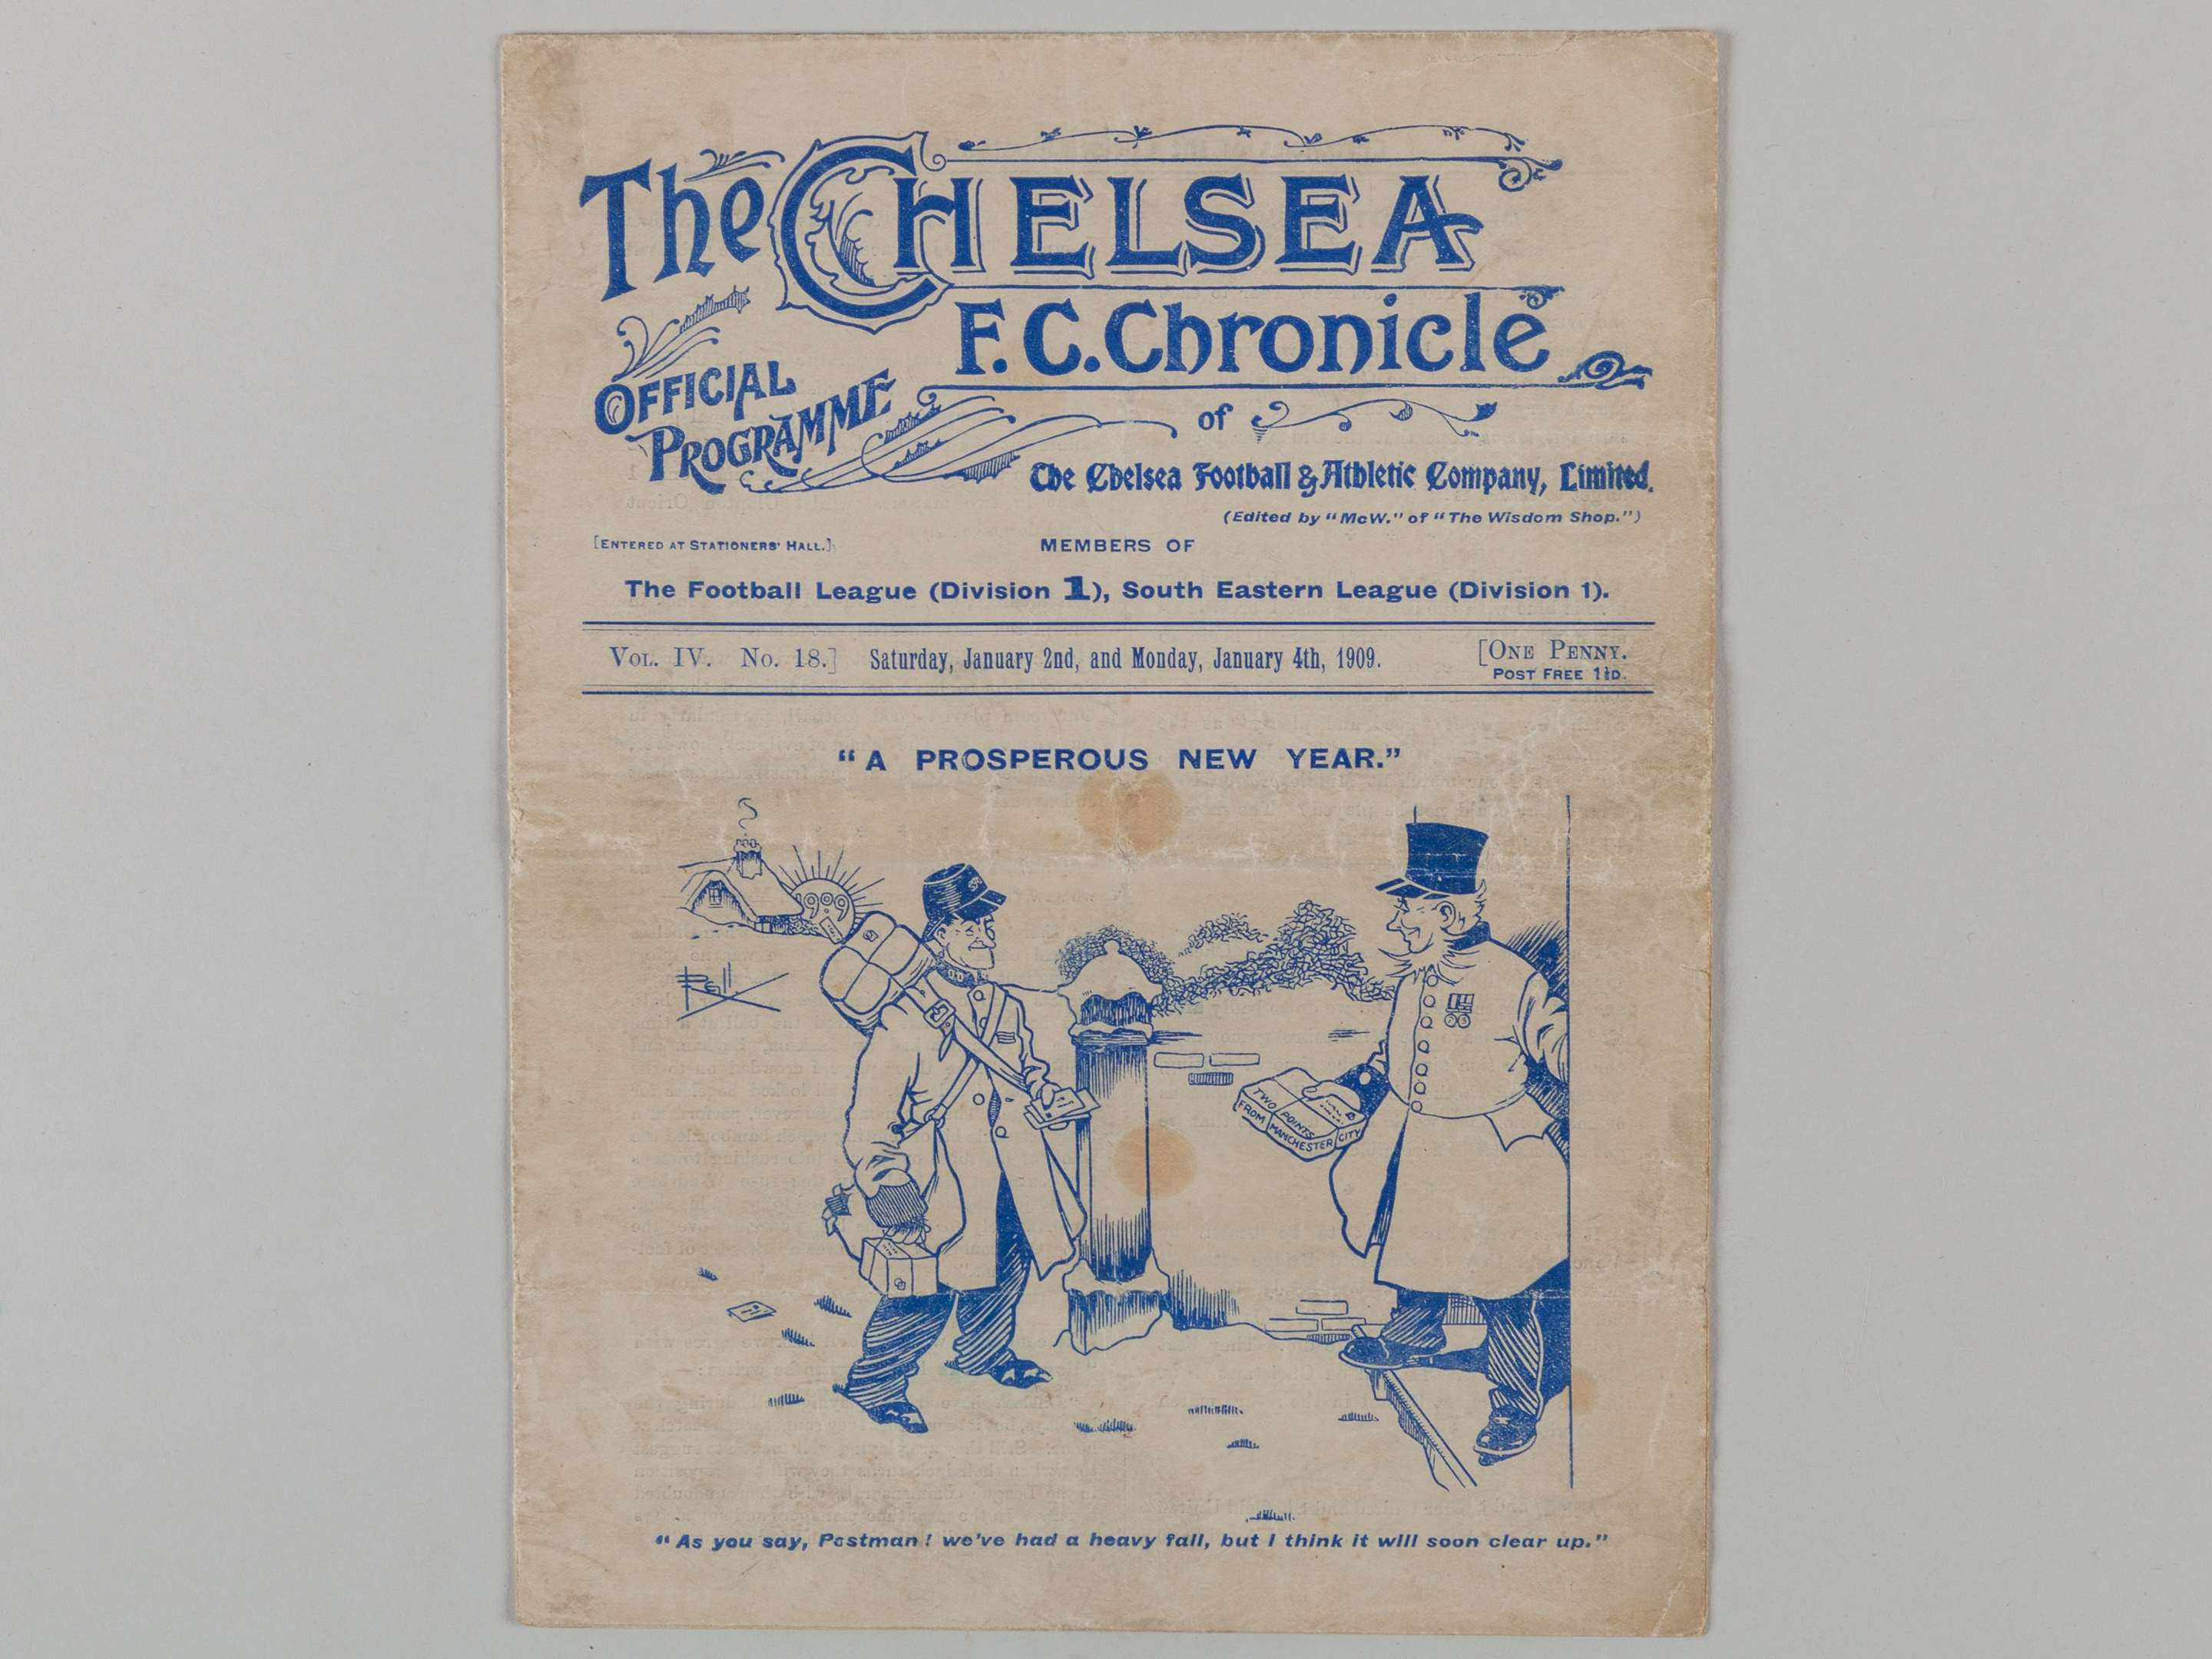 The CHELSEA
F.C. Chronicle
OFFICIAL
PROGRAMME
of
The Chelsea Football & Athletic Company, Limited.
(Edited by "McW." of "The Wisdom Shop.")
[ENTERED AT STATIONERS' HALL.]
MEMBERS OF
The Football League (Division 1), South Eastern League (Division 1).
VOL. IV. No. 18.] Saturday, January 2nd, and Monday, January 4th, 1909. [ONE PENNY.
POST FREE 1½D.
"A PROSPEROUS NEW YEAR."
1909
TWO POINTS
FROM MANCHESTER CITY
"As you say, Postman! we've had a heavy fall, but I think it will soon clear up."